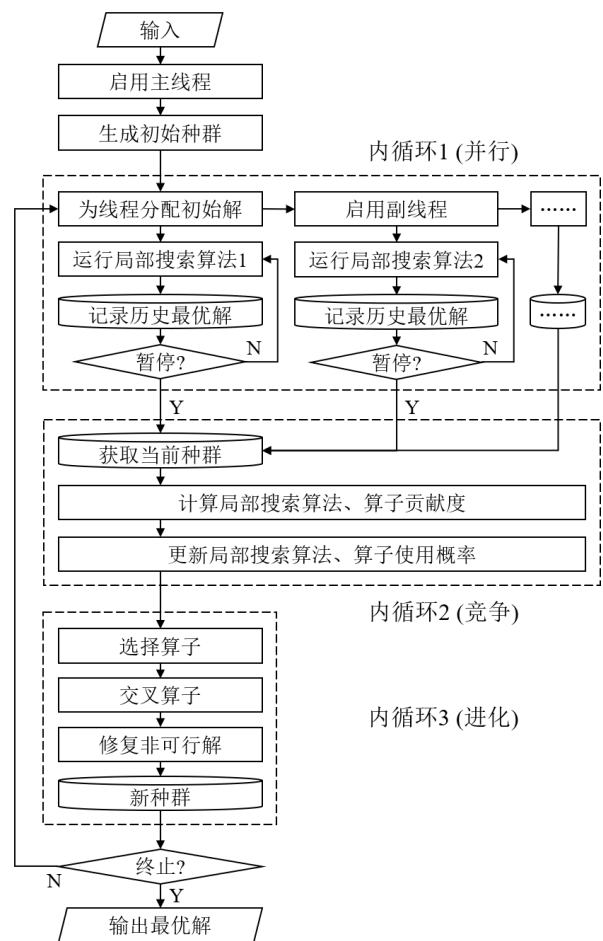 输入
启用主线程
生成初始种群
内循环1 (并行)
为线程分配初始解
启用副线程
……
运行局部搜索算法1
运行局部搜索算法2
记录历史最优解
记录历史最优解
……
暂停?
N
暂停?
N
Y
Y
获取当前种群
计算局部搜索算法、算子贡献度
更新局部搜索算法、算子使用概率
内循环2 (竞争)
选择算子
交叉算子
内循环3 (进化)
修复非可行解
新种群
终止?
N
Y
输出最优解